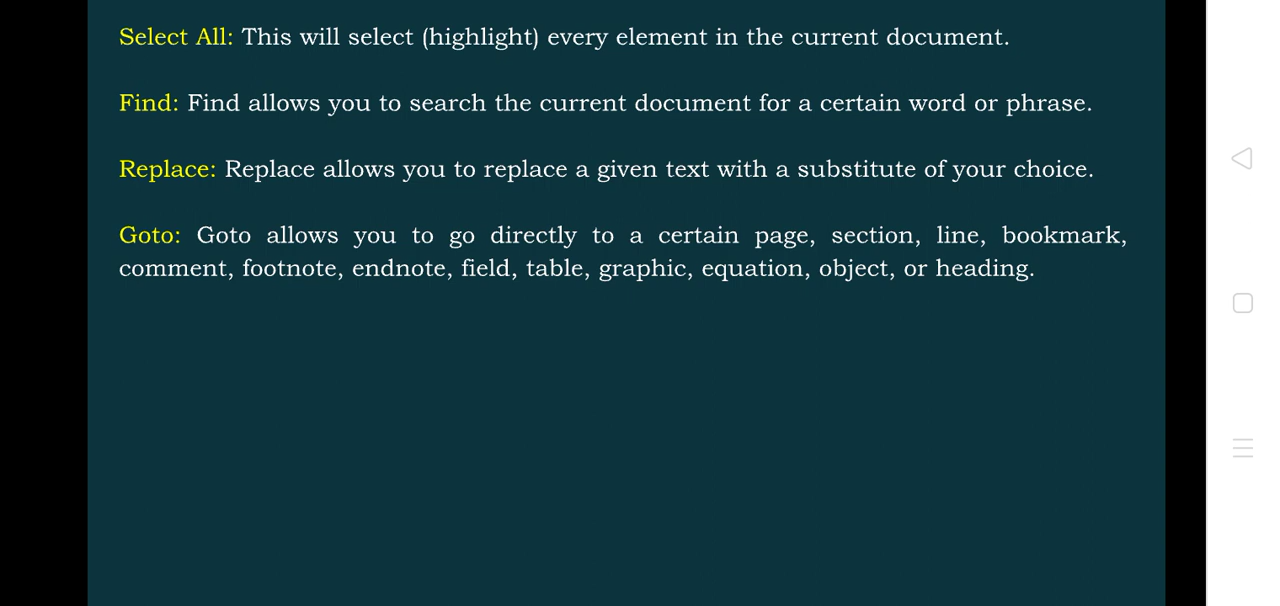 Select All: This will select (highlight) every element in the current document.
Find: Find allows you to search the current document for a certain word or phrase.
Replace: Replace allows you to replace a given text with a substitute of your choice.
Goto: Goto allows you to go directly to a certain page, section, line, bookmark,
comment, footnote, endnote, field, table, graphic, equation, object, or heading.